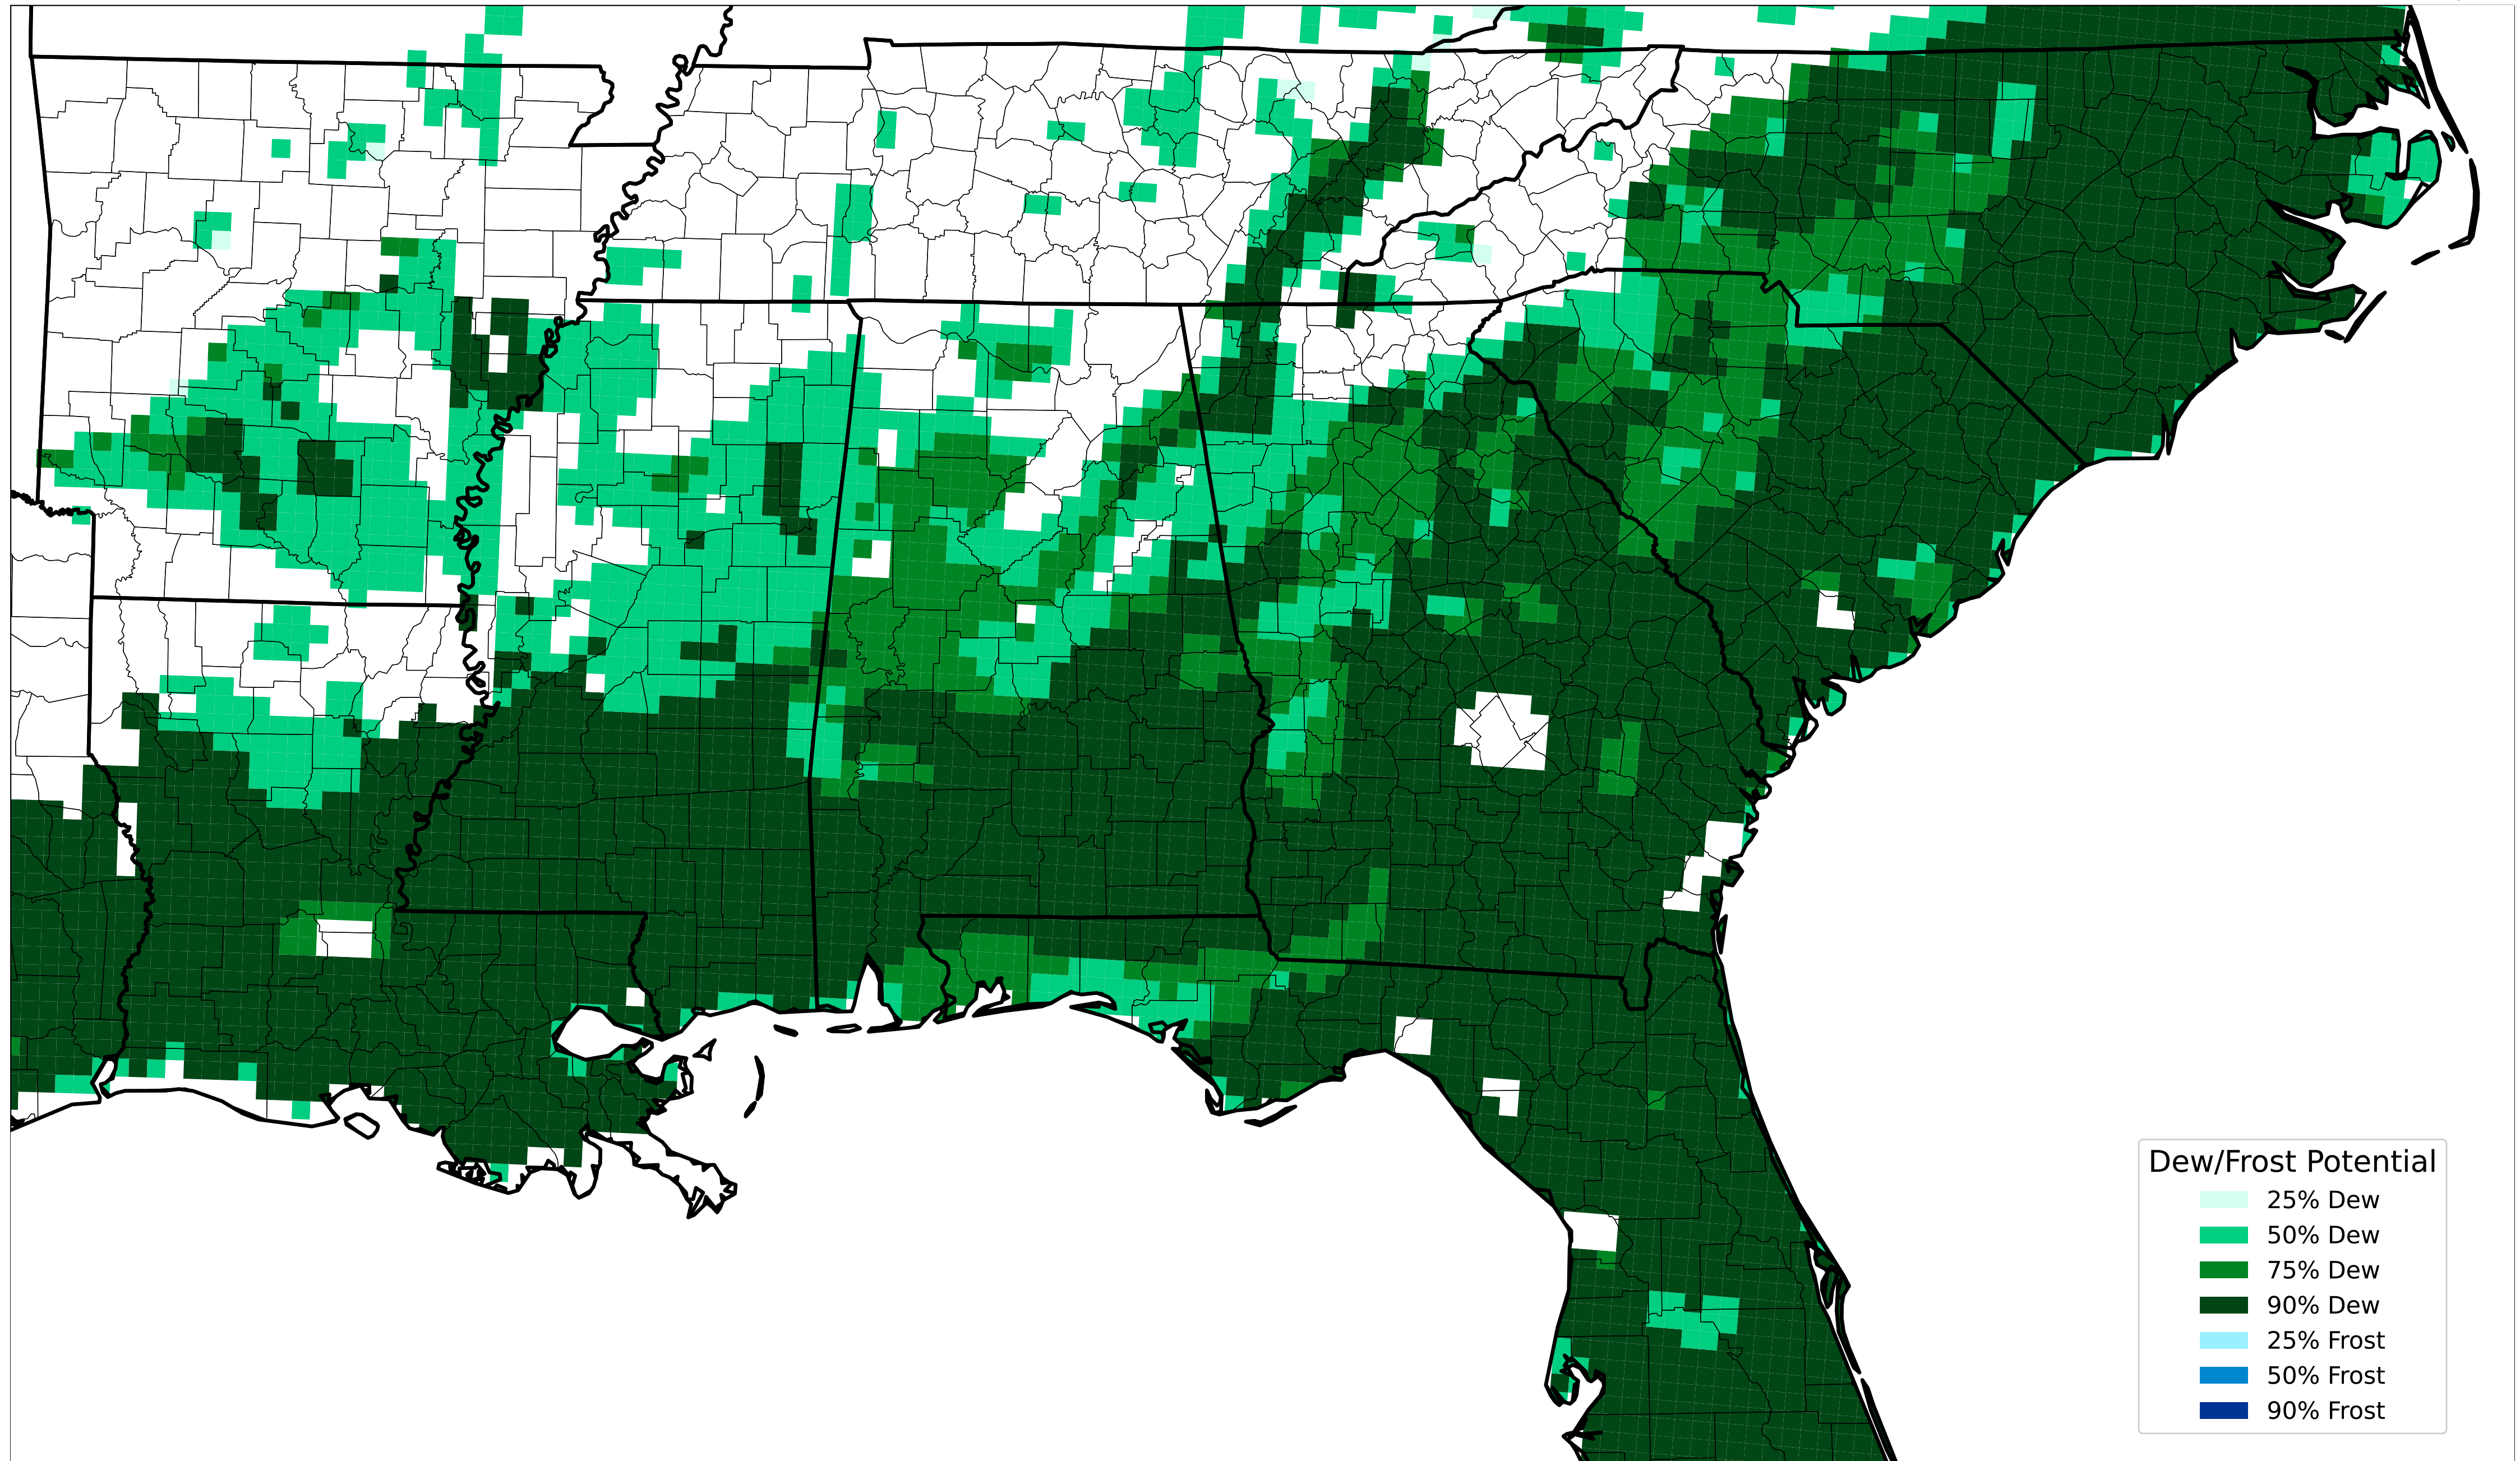 Dew/Frost Potential
25% Dew
50% Dew
75% Dew
90% Dew
25% Frost
50% Frost
90% Frost